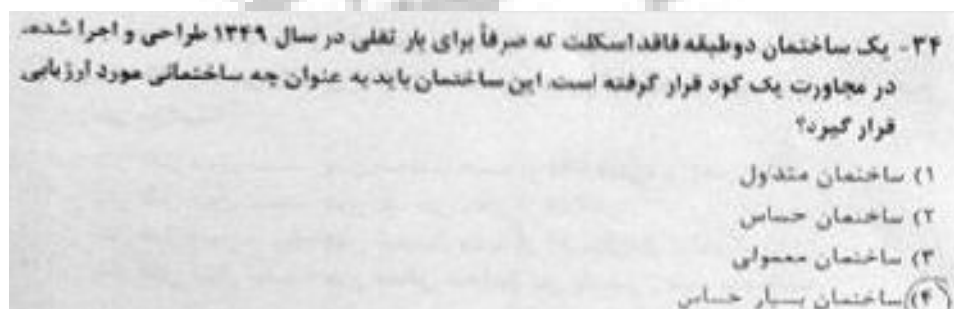 ۳۴- یک ساختمان دوطبقه فاقد اسکلت که صرفاً برای بار ثقلی در سال ۱۳۴۹ طراحی و اجرا شده،
در مجاورت یک گود قرار گرفته است. این ساختمان باید به عنوان چه ساختمانی مورد ارزیابی
قرار گیرد؟
۱) ساختمان متداول
۲) ساختمان حساس
۳) ساختمان معمولی
۴) ساختمان بسیار حساس